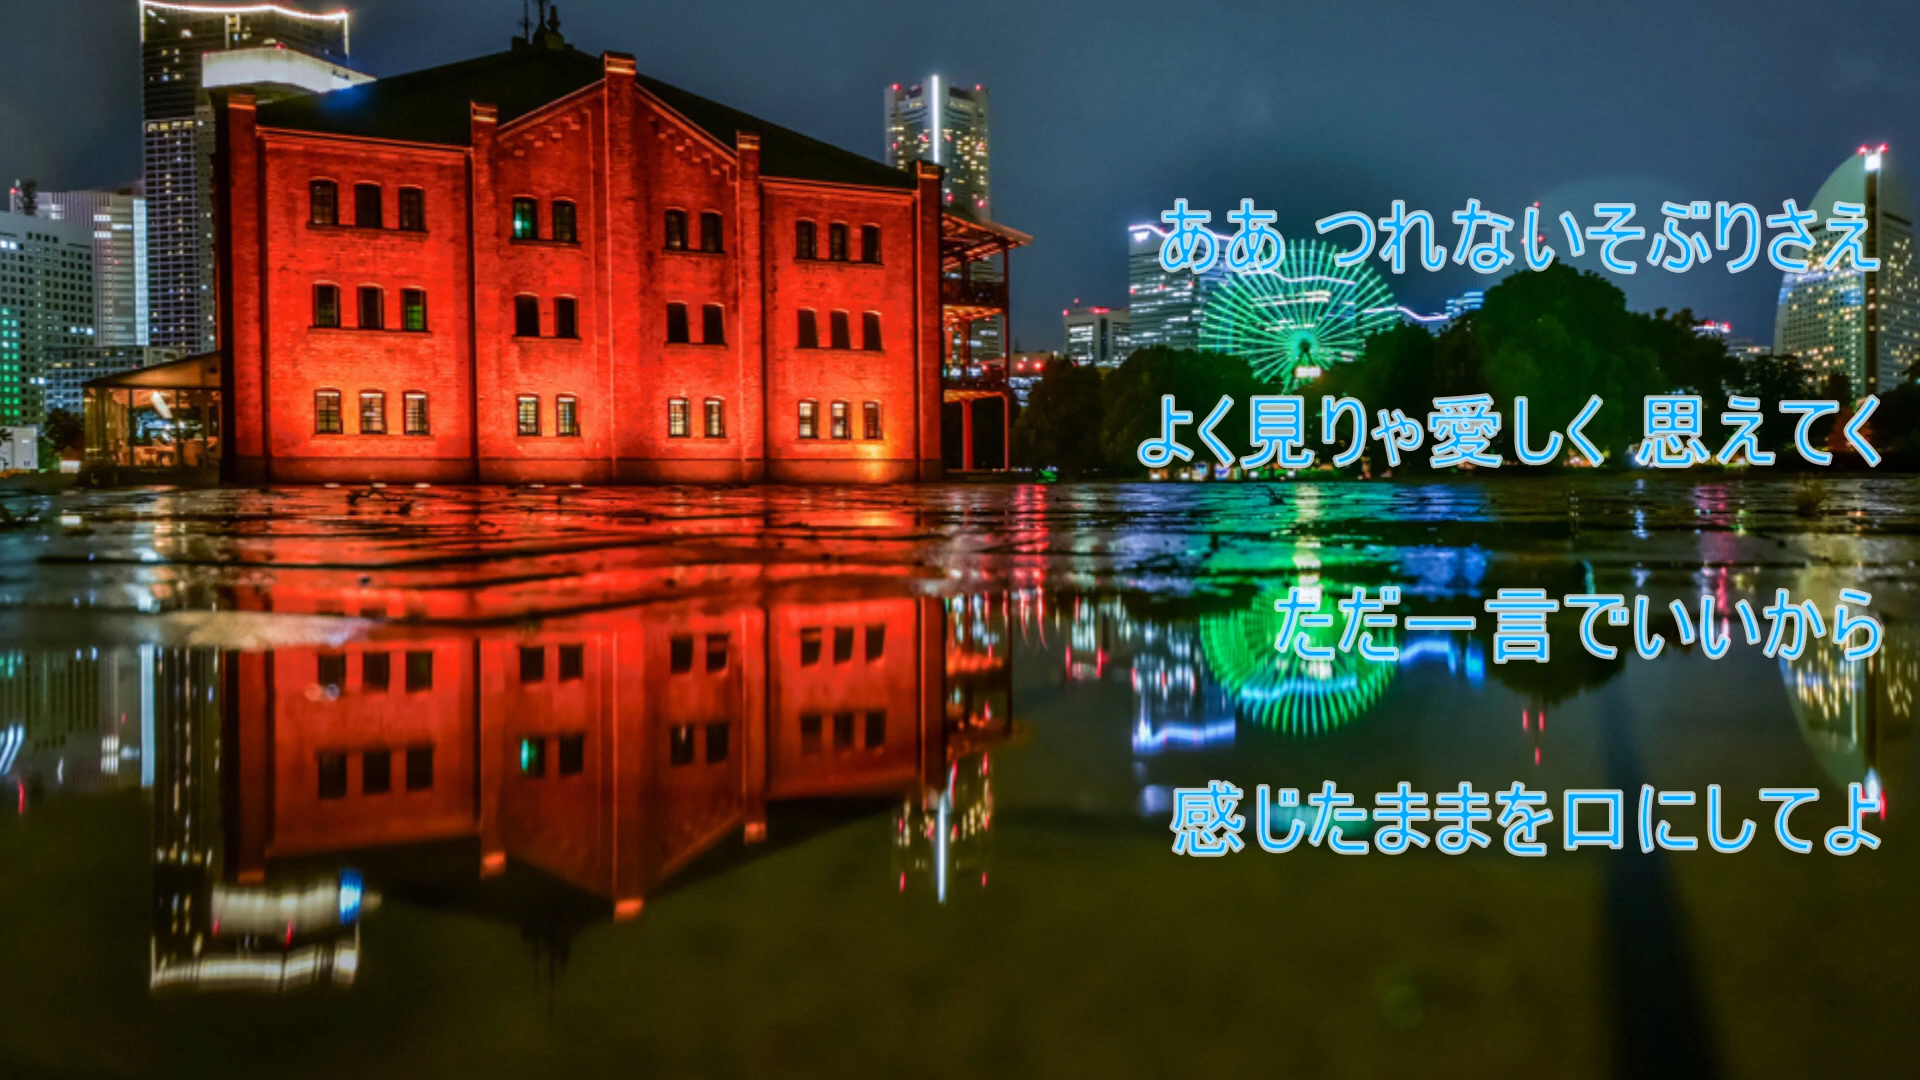 ああ つれないそぶりさえ
よく見りゃ愛しく 思えてく
ただ一言でいいから
感じたままを口にしてよ